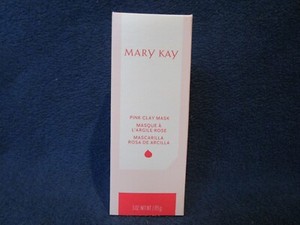 MARY KAY
PINK CLAY MASK
MASQUE À
L'ARGILE ROSE
MASCARILLA
ROSA DE ARCILLA